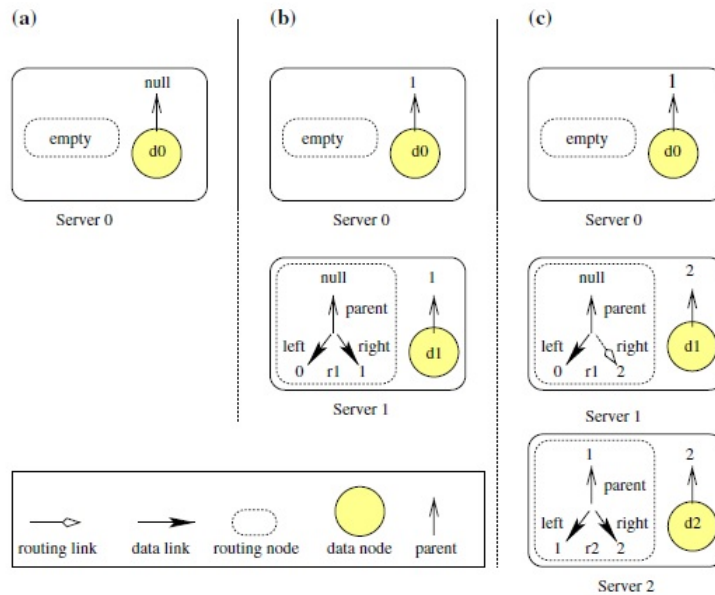 (a)
null
empty
d0
Server 0
(b)
1
empty
d0
Server 0
null
parent
left
right
0
r1
1
1
d1
Server 1
(c)
1
empty
d0
Server 0
null
parent
left
right
0
r1
2
2
d1
Server 1
1
parent
left
right
1
r2
2
2
d2
Server 2
routing link
data link
routing node
data node
parent